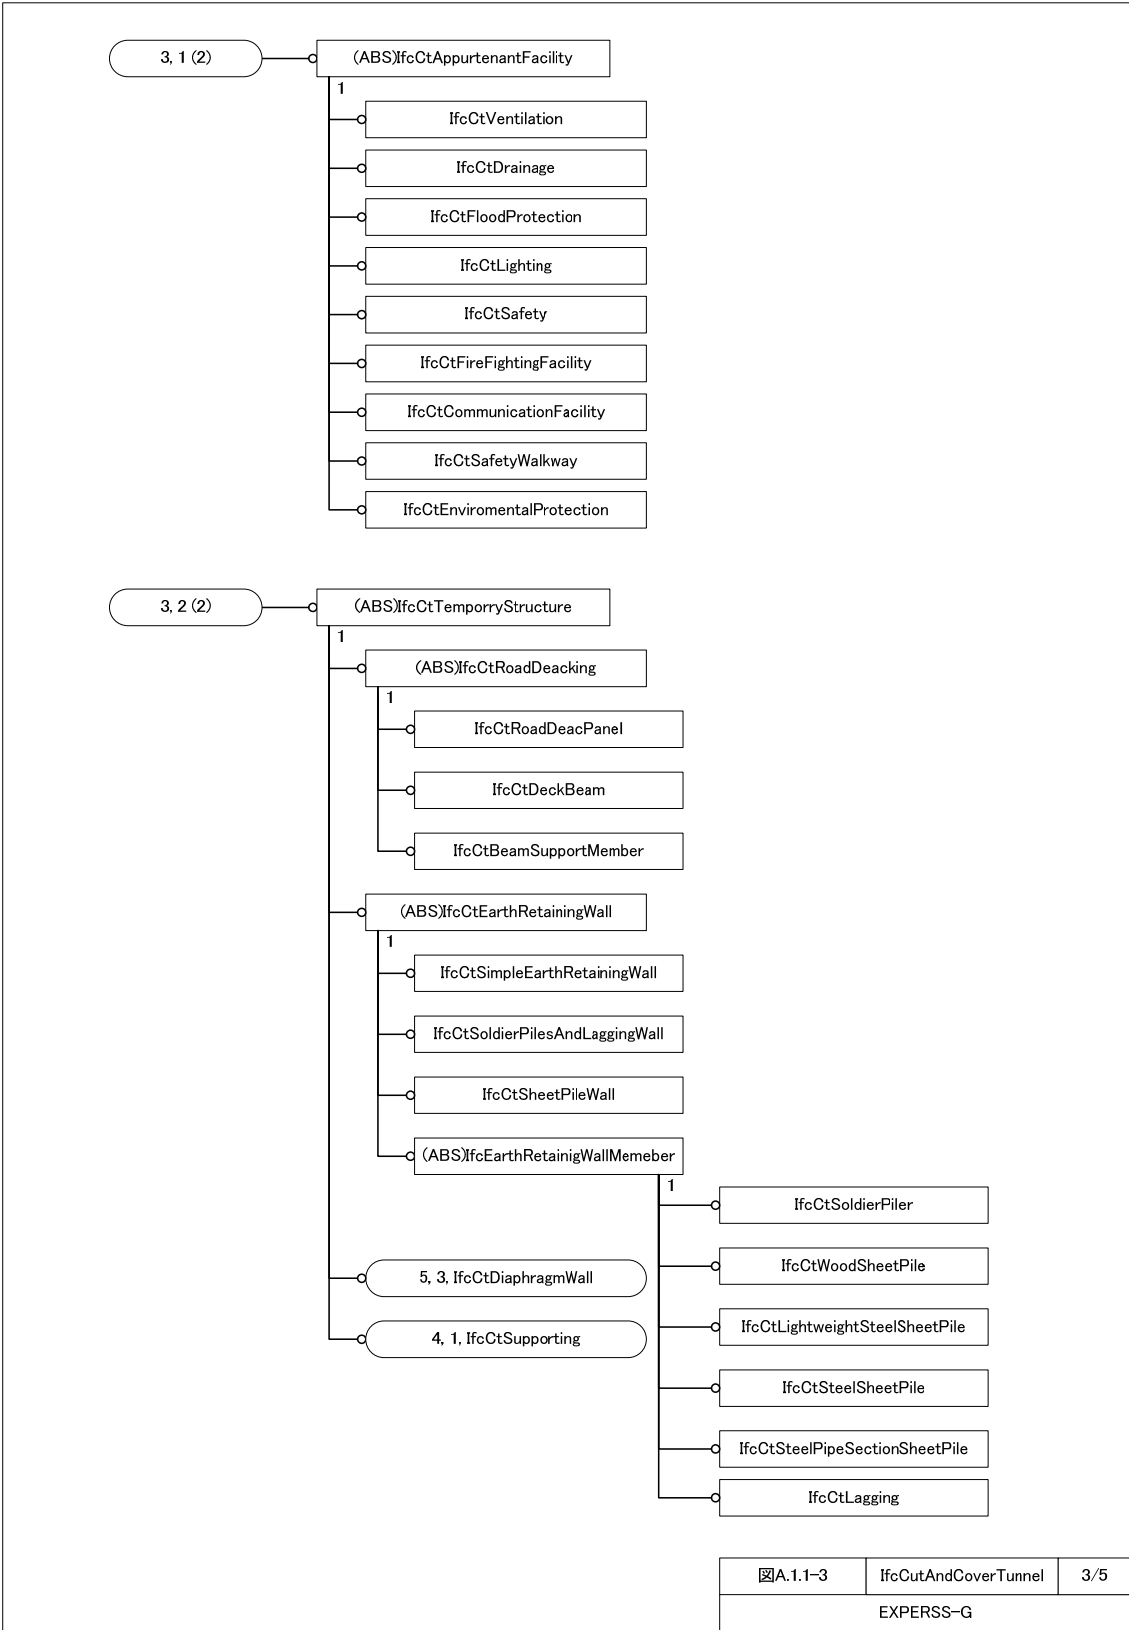 3, 1 (2)
(ABS)IfcCtAppurtenantFacility
1
IfcCtVentilation
IfcCtDrainage
IfcCtFloodProtection
IfcCtLighting
IfcCtSafety
IfcCtFireFightingFacility
IfcCtCommunicationFacility
IfcCtSafetyWalkway
IfcCtEnviromentalProtection
3, 2 (2)
(ABS)IfcCtTemporryStructure
1
(ABS)IfcCtRoadDeacking
1
IfcCtRoadDeacPanel
IfcCtDeckBeam
IfcCtBeamSupportMember
(ABS)IfcCtEarthRetainingWall
1
IfcCtSimpleEarthRetainingWall
IfcCtSoldierPilesAndLaggingWall
IfcCtSheetPileWall
(ABS)IfcEarthRetainigWallMemeber
1
IfcCtSoldierPiler
IfcCtWoodSheetPile
IfcCtLightweightSteelSheetPile
IfcCtSteelSheetPile
IfcCtSteelPipeSectionSheetPile
IfcCtLagging
5, 3, IfcCtDiaphragmWall
4, 1, IfcCtSupporting
図A.1.1-3 IfcCutAndCoverTunnel 3/5
EXPERSS-G